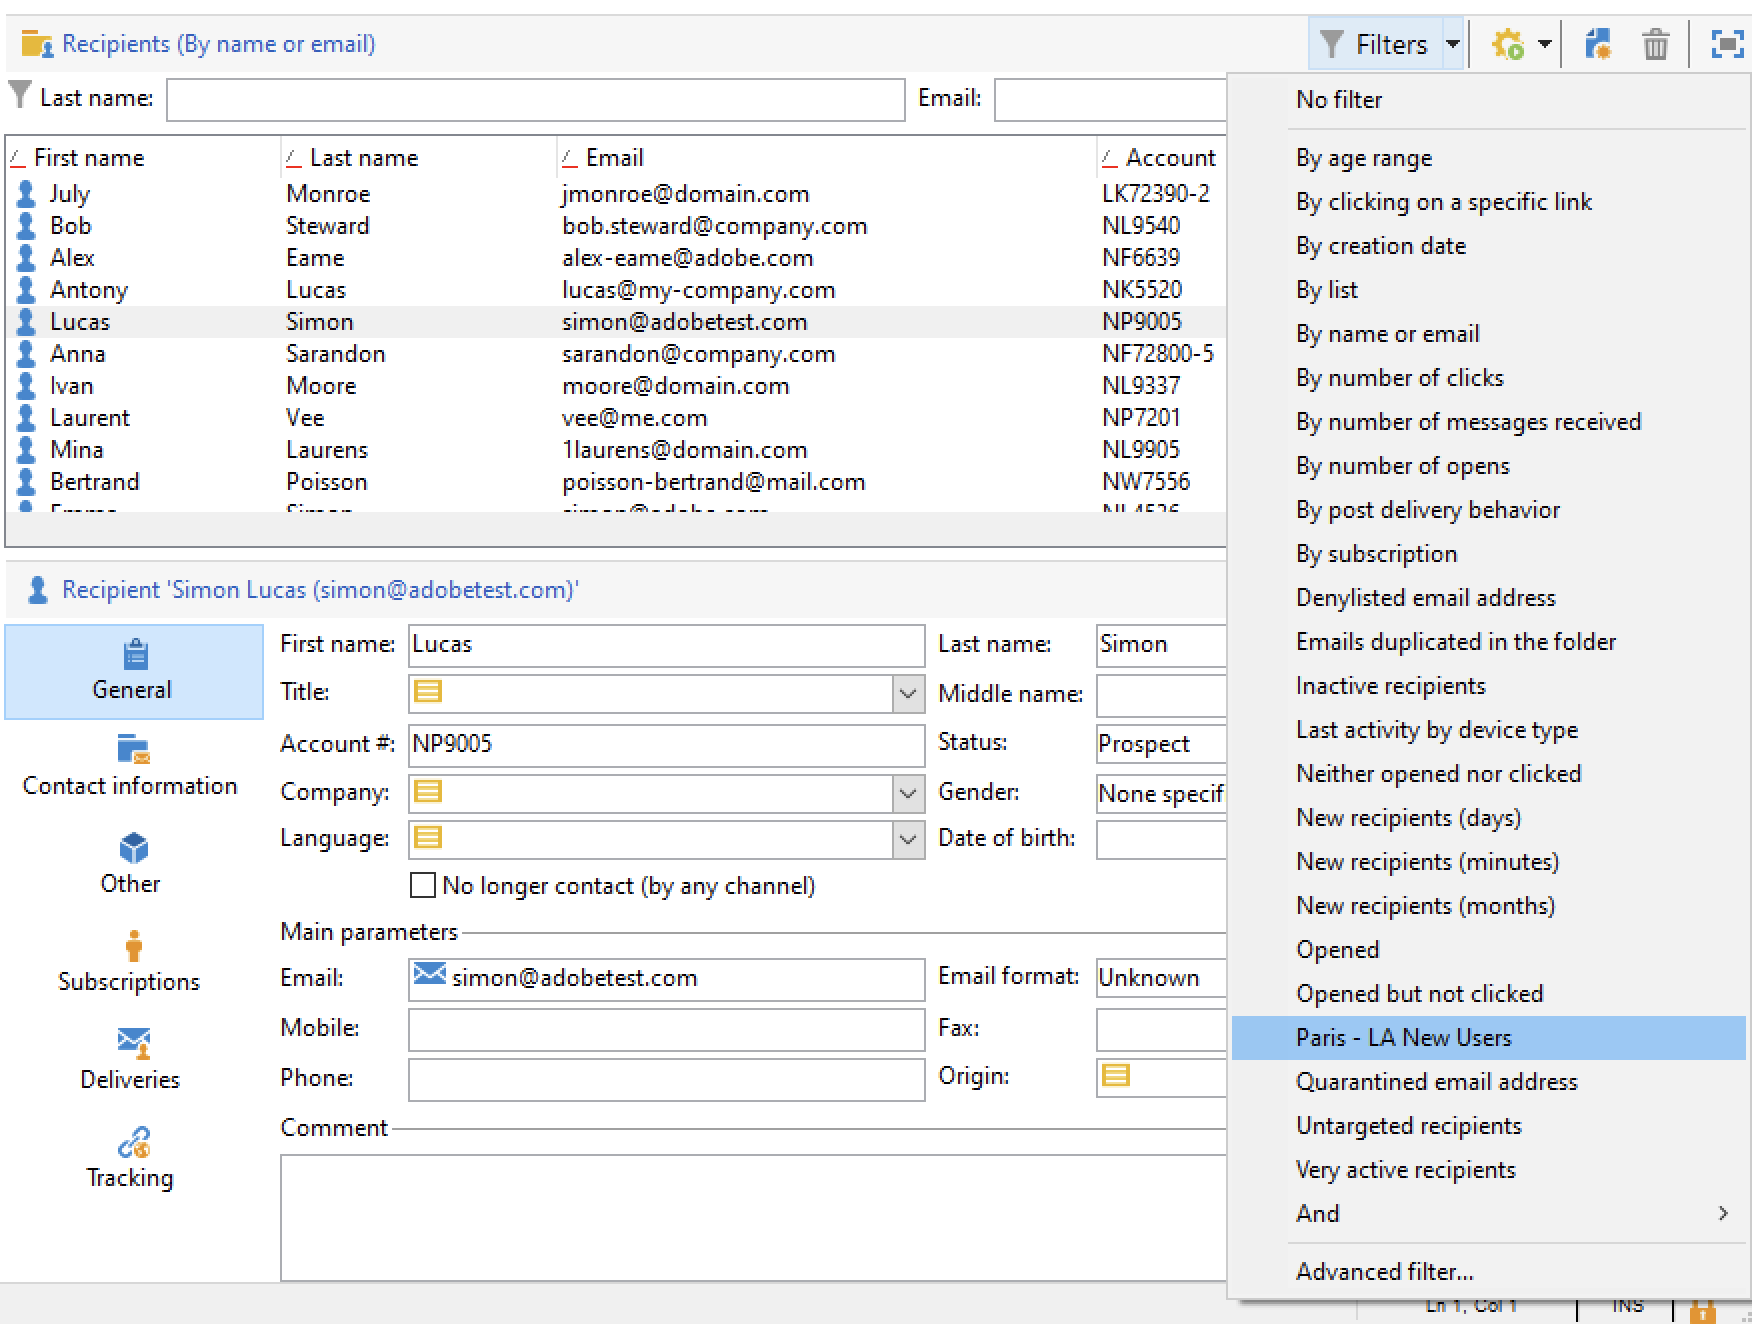 Recipients (By name or email)
Filters
Last name:
Email:
First name Last name Email Account
July Monroe jmonroe@domain.com LK72390-2
Bob Steward bob.steward@company.com NL9540
Alex Eame alex-eame@adobe.com NF6639
Antony Lucas lucas@my-company.com NK5520
Lucas Simon simon@adobetest.com NP9005
Anna Sarandon sarandon@company.com NF72800-5
Ivan Moore moore@domain.com NL9337
Laurent Vee vee@me.com NP7201
Mina Laurens 1laurens@domain.com NL9905
Bertrand Poisson poisson-bertrand@mail.com NW7556
Recipient 'Simon Lucas (simon@adobetest.com)'
General
Contact information
Other
Subscriptions
Deliveries
Tracking
First name: Lucas Last name: Simon
Title: Middle name:
Account #: NP9005 Status: Prospect
Company: Gender: None specif
Language: Date of birth:
No longer contact (by any channel)
Main parameters
Email: simon@adobetest.com Email format: Unknown
Mobile: Fax:
Phone: Origin:
Comment
No filter
By age range
By clicking on a specific link
By creation date
By list
By name or email
By number of clicks
By number of messages received
By number of opens
By post delivery behavior
By subscription
Denylisted email address
Emails duplicated in the folder
Inactive recipients
Last activity by device type
Neither opened nor clicked
New recipients (days)
New recipients (minutes)
New recipients (months)
Opened
Opened but not clicked
Paris - LA New Users
Quarantined email address
Untargeted recipients
Very active recipients
And
Advanced filter...
Ln 1, Col 1 INS